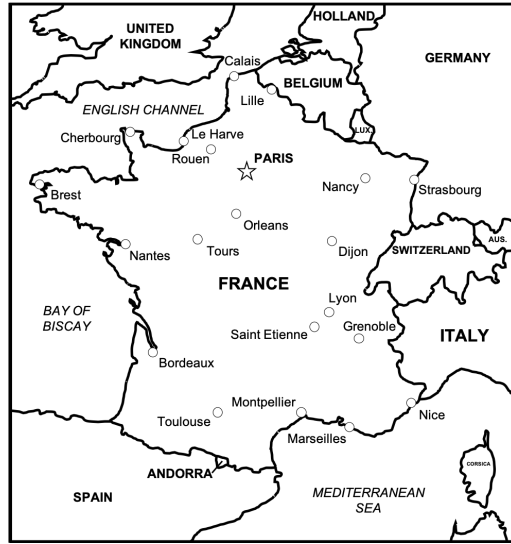 HOLLAND
UNITED
KINGDOM
GERMANY
Calais
BELGIUM
Lille
ENGLISH CHANNEL
LUX.
Cherbourg
Le Harve
Rouen
PARIS
Nancy
Strasbourg
Brest
Orleans
AUS.
Nantes
Tours
Dijon
SWITZERLAND
FRANCE
BAY OF
BISCAY
Lyon
Saint Etienne
Grenoble
ITALY
Bordeaux
Montpellier
Toulouse
Nice
Marseilles
CORSICA
ANDORRA
SPAIN
MEDITERRANEAN
SEA